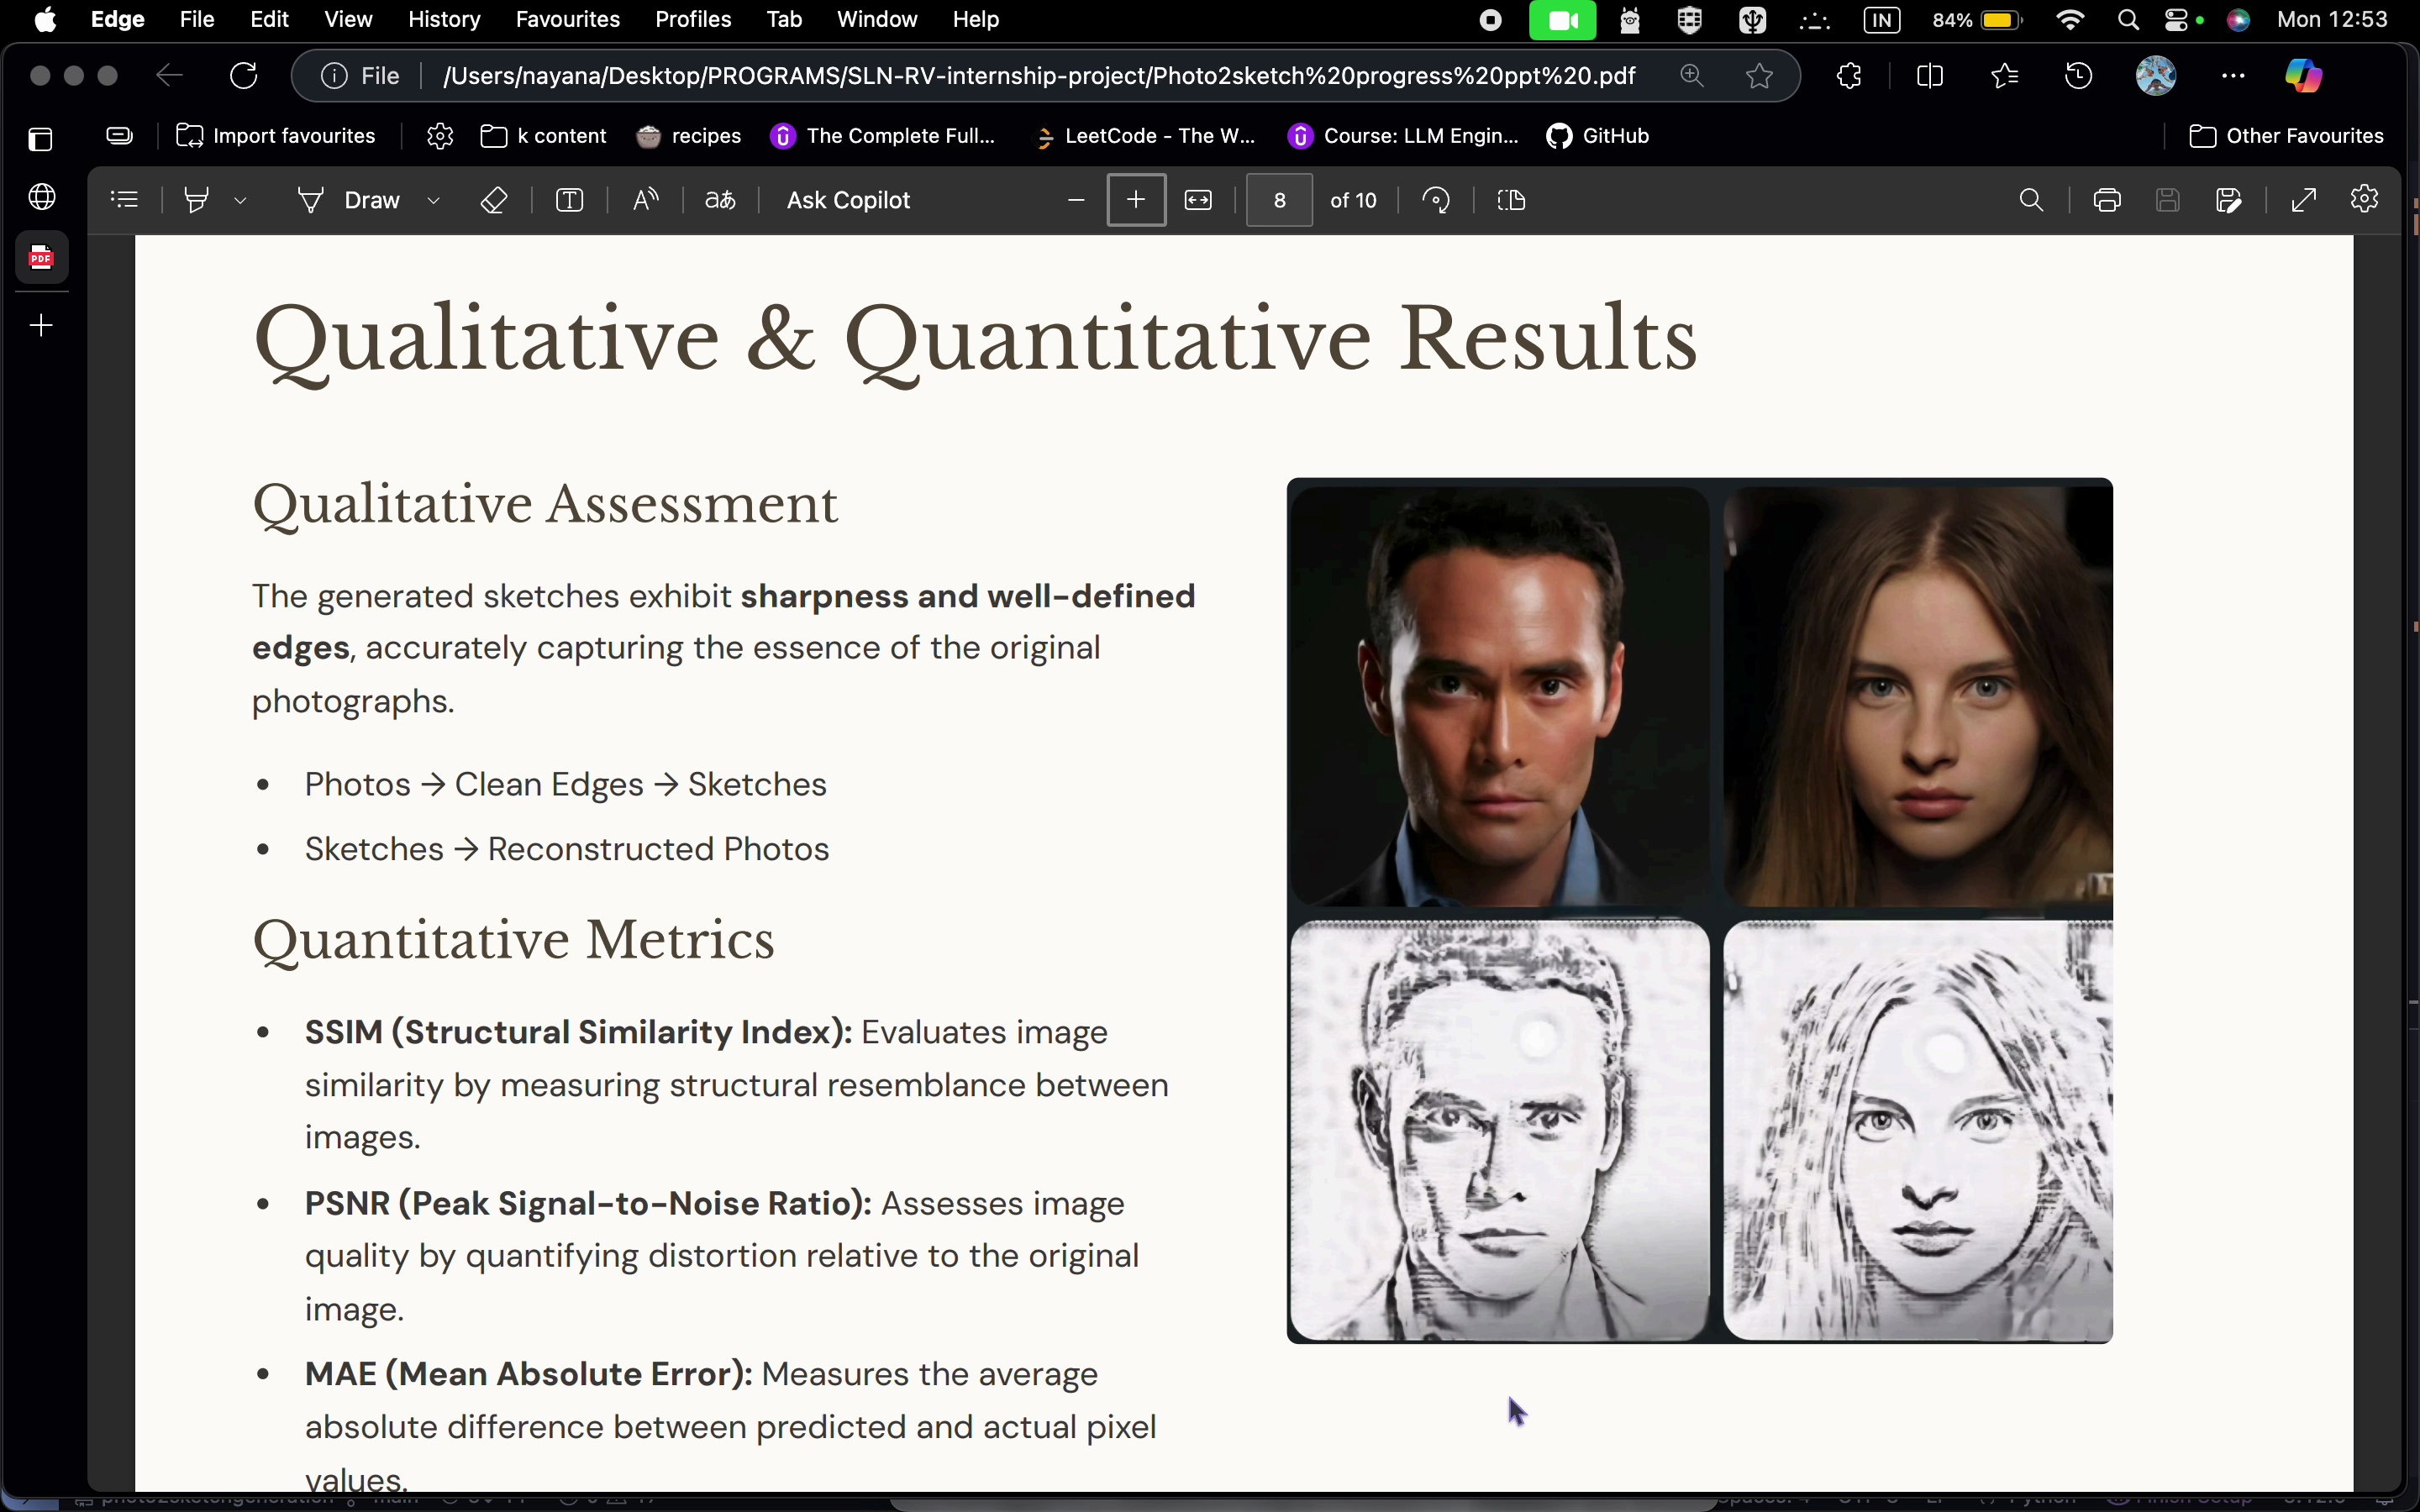 Edge File Edit View History Favourites Profiles Tab Window Help IN 84% Mon 12:53
File /Users/nayana/Desktop/PROGRAMS/SLN-RV-internship-project/Photo2sketch%20progress%20ppt%20.pdf
Import favourites k content recipes The Complete Full... LeetCode - The W... Course: LLM Engin... GitHub Other Favourites
PDF
Draw T A aあ Ask Copilot 8 of 10
Qualitative & Quantitative Results
Qualitative Assessment
The generated sketches exhibit sharpness and well-defined
edges, accurately capturing the essence of the original
photographs.
• Photos → Clean Edges → Sketches
• Sketches → Reconstructed Photos
Quantitative Metrics
• SSIM (Structural Similarity Index): Evaluates image
similarity by measuring structural resemblance between
images.
• PSNR (Peak Signal-to-Noise Ratio): Assesses image
quality by quantifying distortion relative to the original
image.
• MAE (Mean Absolute Error): Measures the average
absolute difference between predicted and actual pixel
values.